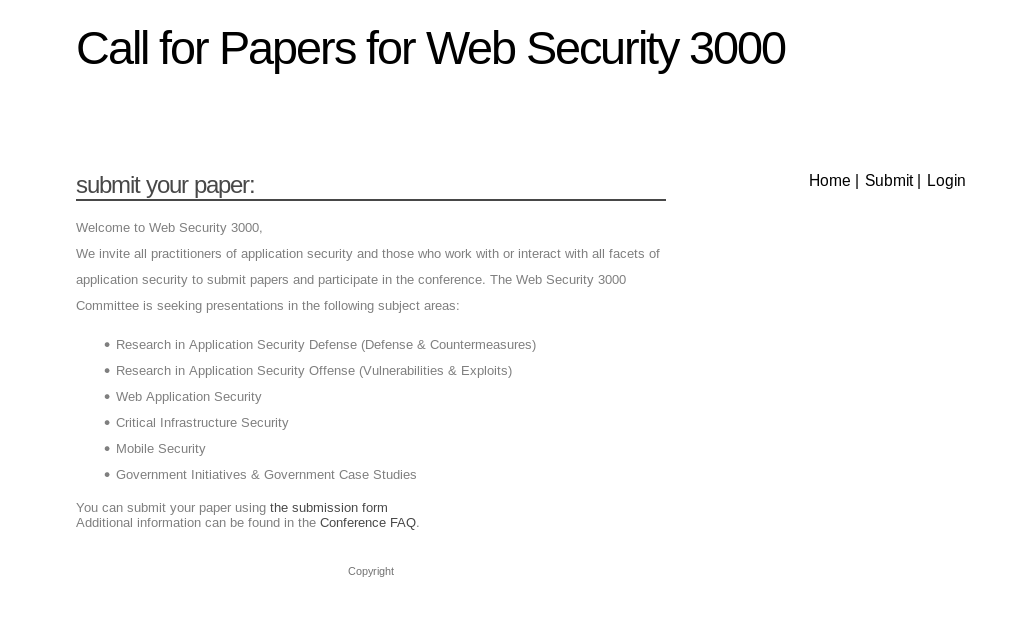 Call for Papers for Web Security 3000
submit your paper:
Home | Submit | Login
Welcome to Web Security 3000,
We invite all practitioners of application security and those who work with or interact with all facets of
application security to submit papers and participate in the conference. The Web Security 3000
Committee is seeking presentations in the following subject areas:
• Research in Application Security Defense (Defense & Countermeasures)
• Research in Application Security Offense (Vulnerabilities & Exploits)
• Web Application Security
• Critical Infrastructure Security
• Mobile Security
• Government Initiatives & Government Case Studies
You can submit your paper using the submission form
Additional information can be found in the Conference FAQ.
Copyright